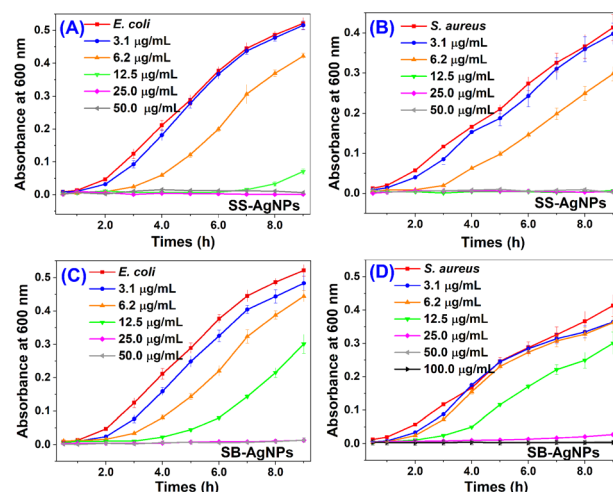 (A)
E. coli
3.1 µg/mL
6.2 µg/mL
12.5 µg/mL
25.0 µg/mL
50.0 µg/mL
SS-AgNPs
Absorbance at 600 nm
0.5
0.4
0.3
0.2
0.1
0.0
2.0 4.0 6.0 8.0
Times (h)
(B)
S. aureus
3.1 µg/mL
6.2 µg/mL
12.5 µg/mL
25.0 µg/mL
50.0 µg/mL
SS-AgNPs
Absorbance at 600 nm
0.4
0.3
0.2
0.1
0.0
2.0 4.0 6.0 8.0
Times (h)
(C)
E. coli
3.1 µg/mL
6.2 µg/mL
12.5 µg/mL
25.0 µg/mL
50.0 µg/mL
SB-AgNPs
Absorbance at 600 nm
0.5
0.4
0.3
0.2
0.1
0.0
2.0 4.0 6.0 8.0
Times (h)
(D)
S. aureus
3.1 µg/mL
6.2 µg/mL
12.5 µg/mL
25.0 µg/mL
50.0 µg/mL
100.0 µg/mL
SB-AgNPs
Absorbance at 600 nm
0.5
0.4
0.3
0.2
0.1
0.0
2.0 4.0 6.0 8.0
Times (h)